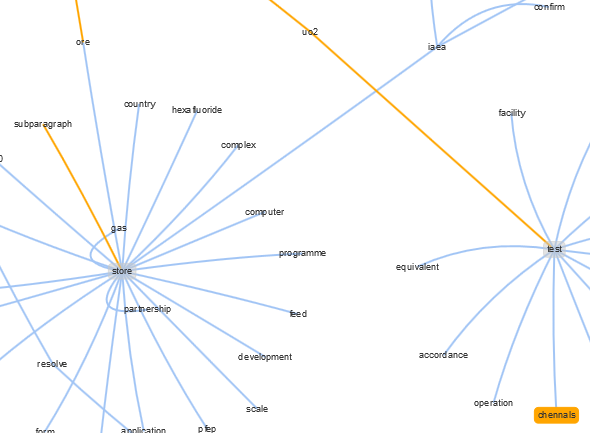 confirm
uo2
ore
iaea
country
hexafluoride
facility
subparagraph
complex
0
computer
gas
test
programme
equivalent
store
partnership
feed
accordance
development
resolve
operation
scale
chennals
form
application
pfep